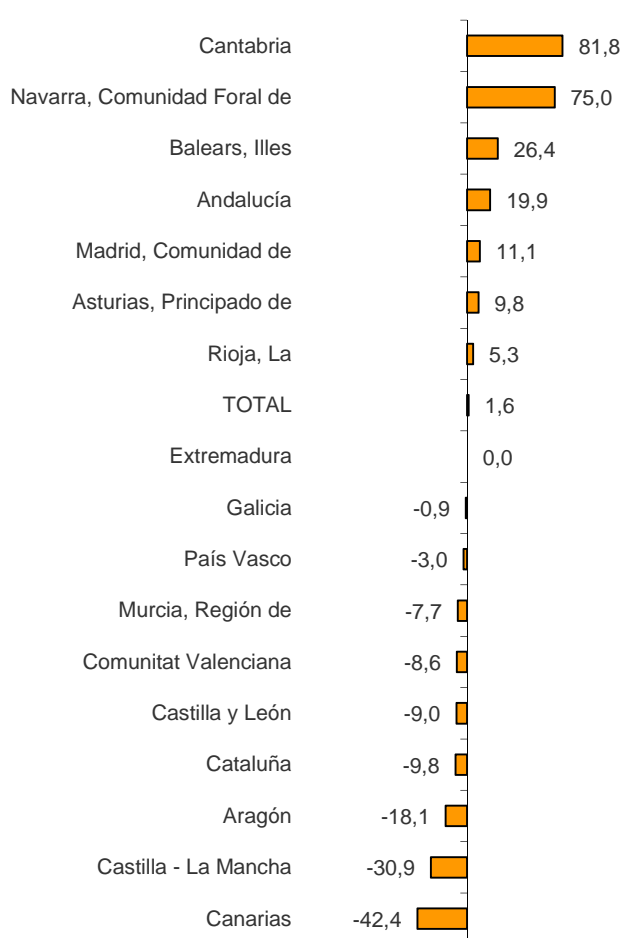 Cantabria 81,8
Navarra, Comunidad Foral de 75,0
Balears, Illes 26,4
Andalucía 19,9
Madrid, Comunidad de 11,1
Asturias, Principado de 9,8
Rioja, La 5,3
TOTAL 1,6
Extremadura 0,0
Galicia -0,9
País Vasco -3,0
Murcia, Región de -7,7
Comunitat Valenciana -8,6
Castilla y León -9,0
Cataluña -9,8
Aragón -18,1
Castilla - La Mancha -30,9
Canarias -42,4